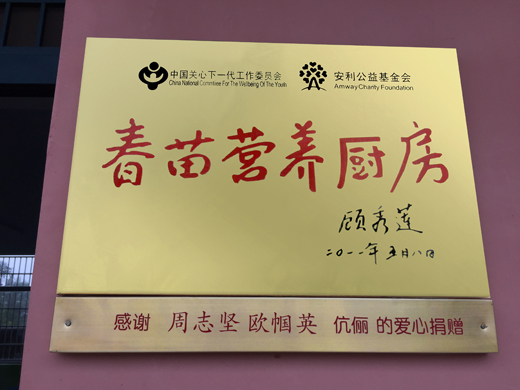 中国关心下一代工作委员会
China National Committee For The Wellbeing Of The Youth
安利公益基金会
Amway Charity Foundation
春苗营养厨房
顾秀莲
二〇一一年五月八日
感谢 周志坚 欧帼英 伉俪 的爱心捐赠